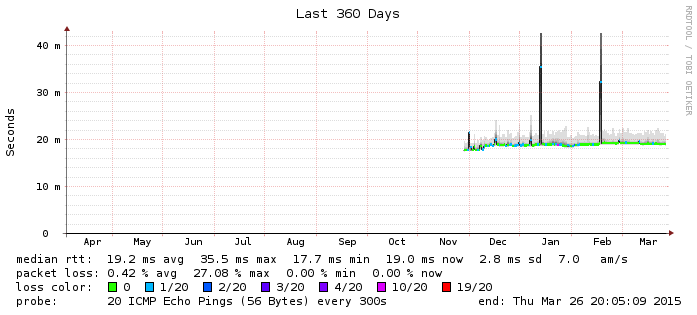 Last 360 Days
RRDTOOL / TOBI OETIKER
Seconds
40 m
30 m
20 m
10 m
0
Apr May Jun Jul Aug Sep Oct Nov Dec Jan Feb Mar
median rtt: 19.2 ms avg 35.5 ms max 17.7 ms min 19.0 ms now 2.8 ms sd 7.0 am/s
packet loss: 0.42 % avg 27.08 % max 0.00 % min 0.00 % now
loss color: 0 1/20 2/20 3/20 4/20 10/20 19/20
probe: 20 ICMP Echo Pings (56 Bytes) every 300s end: Thu Mar 26 20:05:09 2015